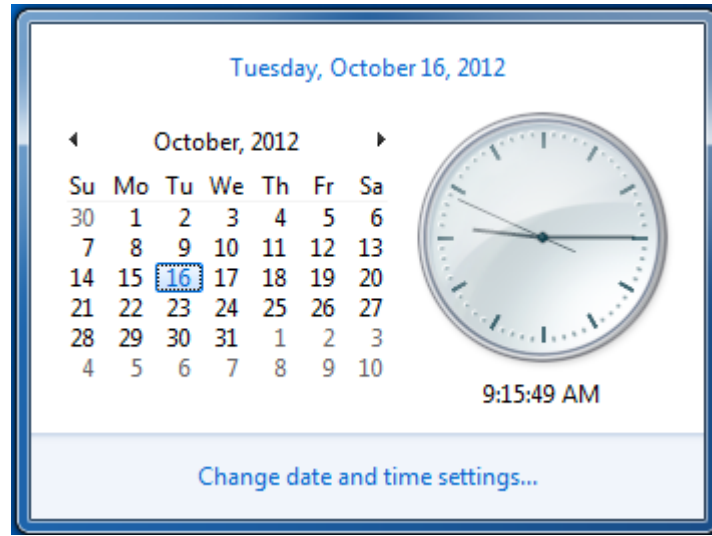 Tuesday, October 16, 2012
October, 2012
Su Mo Tu We Th Fr Sa
30 1 2 3 4 5 6
7 8 9 10 11 12 13
14 15 16 17 18 19 20
21 22 23 24 25 26 27
28 29 30 31 1 2 3
4 5 6 7 8 9 10
9:15:49 AM
Change date and time settings...